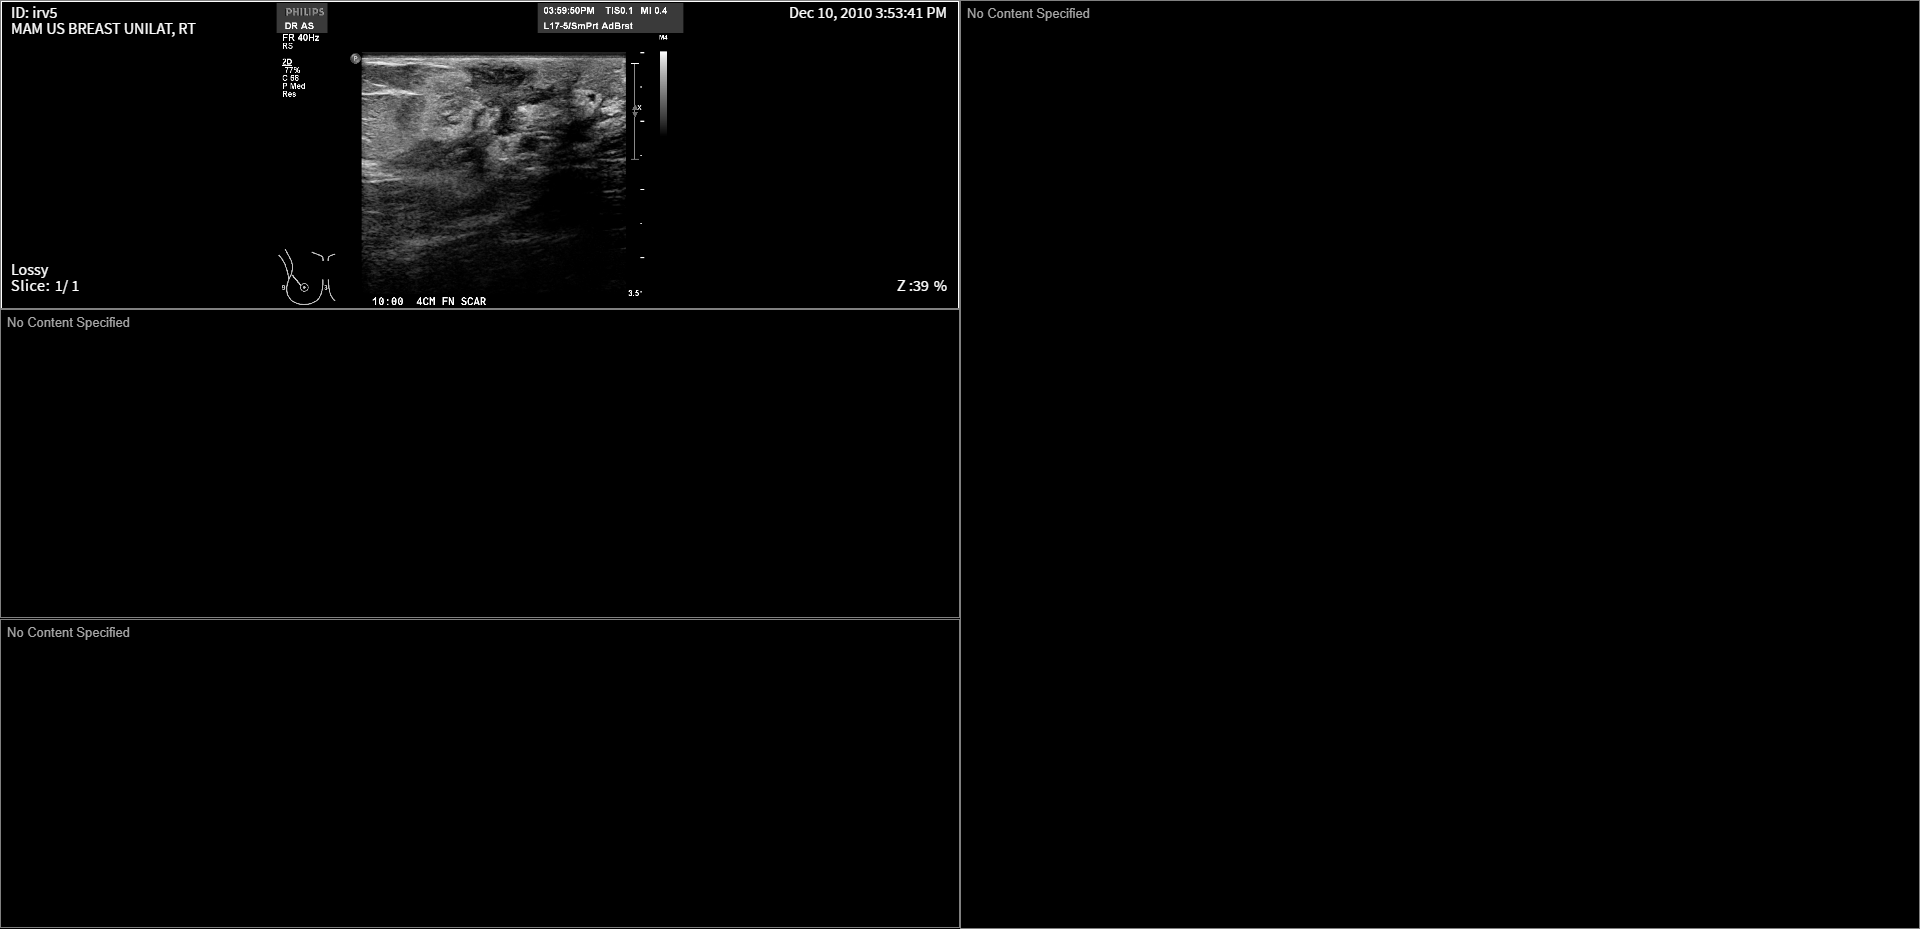 ID: irv5
MAM US BREAST UNILAT, RT
PHILIPS
DR AS
FR 40Hz
RS
2D
77%
C 56
P Med
Res
03:59:50PM TIS0.1 MI 0.4
L17-5/SmPrt AdBrst
M4
P
X
Dec 10, 2010 3:53:41 PM
Lossy
Slice: 1/ 1
9
3
3.5
10:00 4CM FN SCAR
Z :39 %
No Content Specified
No Content Specified
No Content Specified